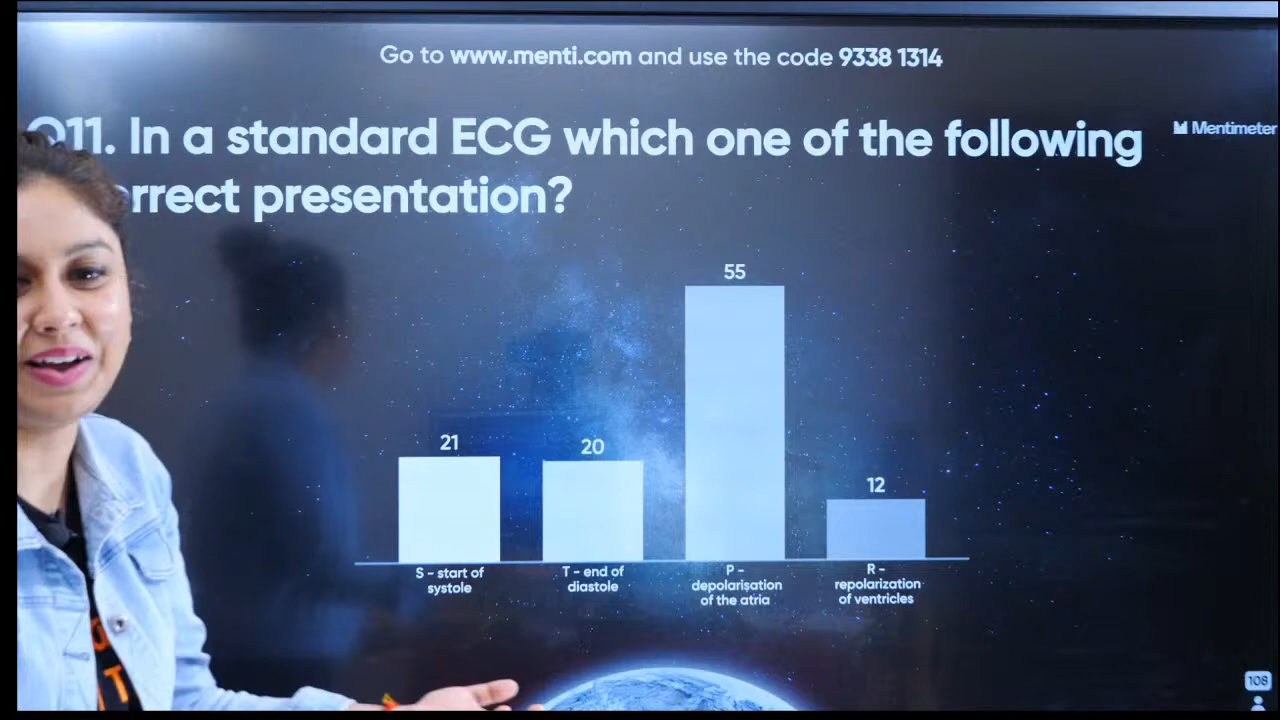 Go to www.menti.com and use the code 9338 1314
Q11. In a standard ECG which one of the following
rrect presentation?
Mentimeter
55
21
20
12
S - start of
systole
T - end of
diastole
P -
depolarisation
of the atria
R -
repolarization
of ventricles
108